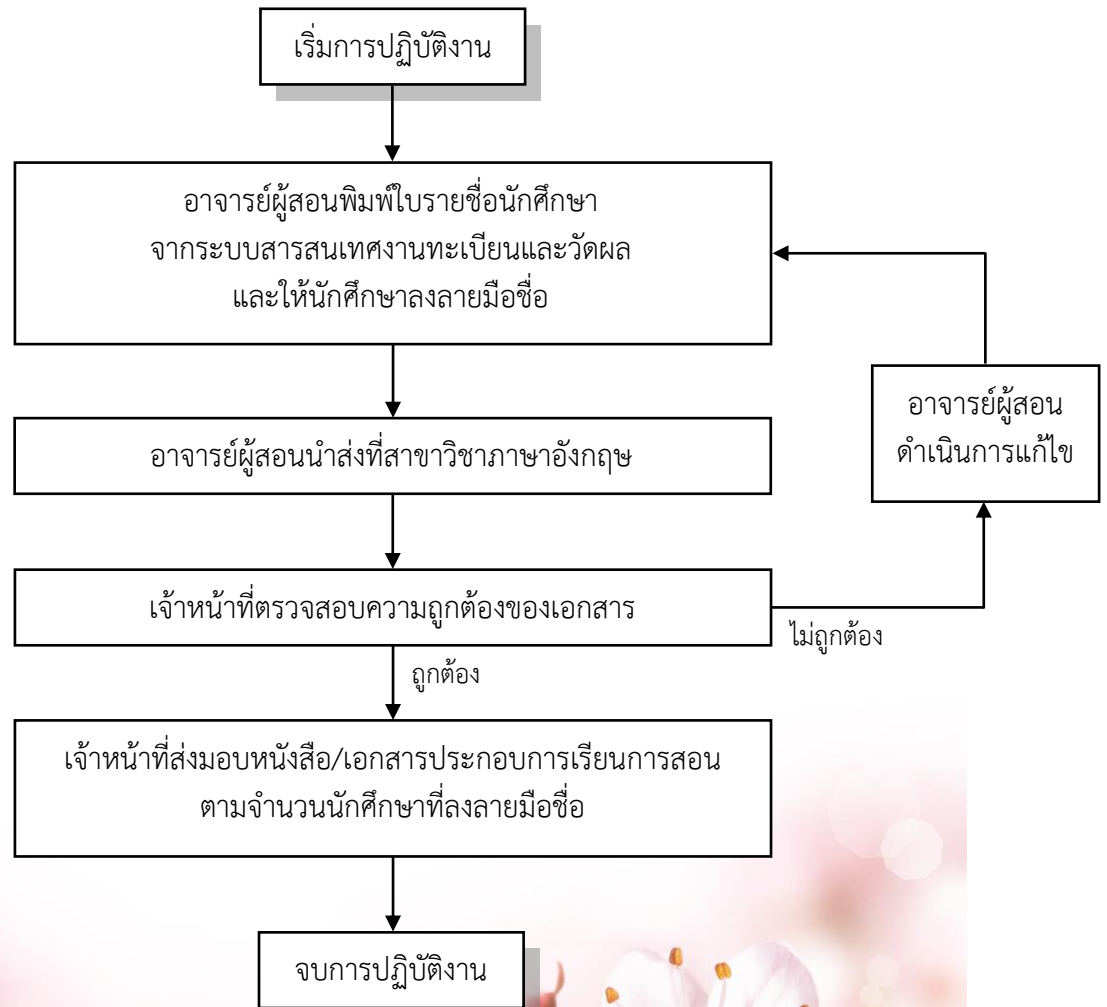 เริ่มการปฏิบัติงาน
อาจารย์ผู้สอนพิมพ์ใบรายชื่อนักศึกษา
จากระบบสารสนเทศงานทะเบียนและวัดผล
และให้นักศึกษาลงลายมือชื่อ
อาจารย์ผู้สอน
ดำเนินการแก้ไข
อาจารย์ผู้สอนนำส่งที่สาขาวิชาภาษาอังกฤษ
เจ้าหน้าที่ตรวจสอบความถูกต้องของเอกสาร
ไม่ถูกต้อง
ถูกต้อง
เจ้าหน้าที่ส่งมอบหนังสือ/เอกสารประกอบการเรียนการสอน
ตามจำนวนนักศึกษาที่ลงลายมือชื่อ
จบการปฏิบัติงาน